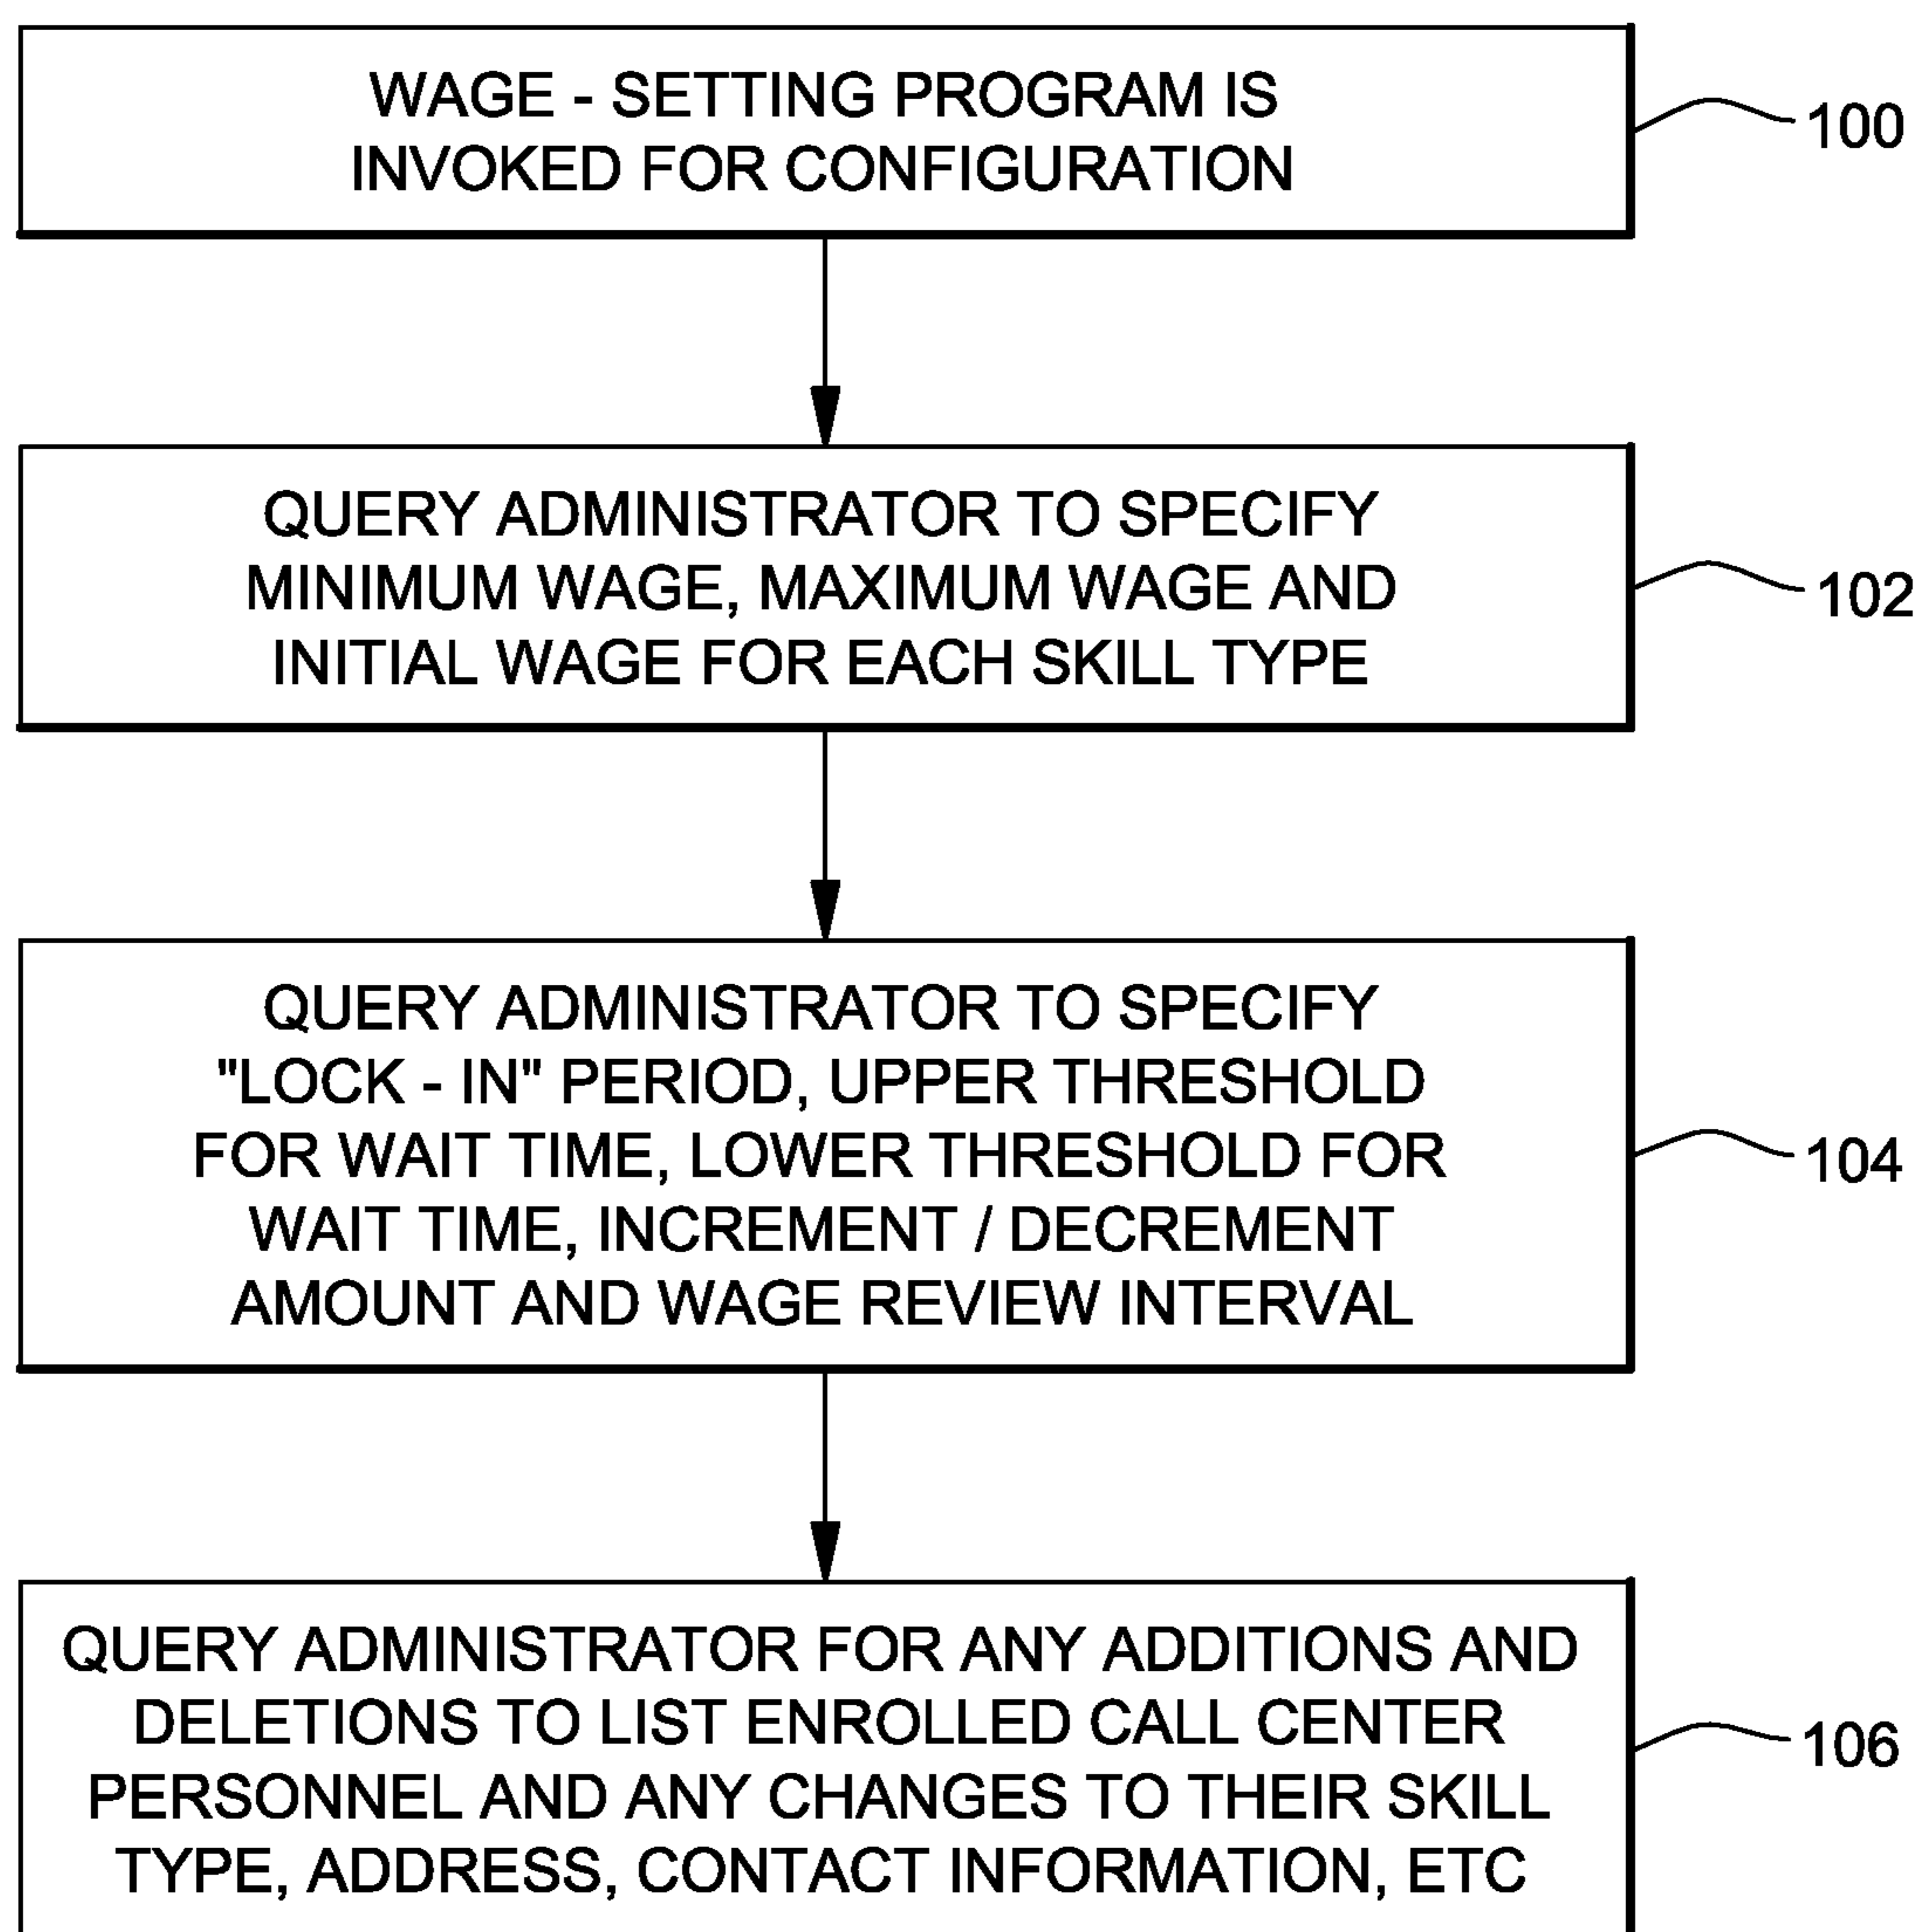 WAGE - SETTING PROGRAM IS
INVOKED FOR CONFIGURATION
100
QUERY ADMINISTRATOR TO SPECIFY
MINIMUM WAGE, MAXIMUM WAGE AND
INITIAL WAGE FOR EACH SKILL TYPE
102
QUERY ADMINISTRATOR TO SPECIFY
"LOCK - IN" PERIOD, UPPER THRESHOLD
FOR WAIT TIME, LOWER THRESHOLD FOR
WAIT TIME, INCREMENT / DECREMENT
AMOUNT AND WAGE REVIEW INTERVAL
104
QUERY ADMINISTRATOR FOR ANY ADDITIONS AND
DELETIONS TO LIST ENROLLED CALL CENTER
PERSONNEL AND ANY CHANGES TO THEIR SKILL
TYPE, ADDRESS, CONTACT INFORMATION, ETC
106